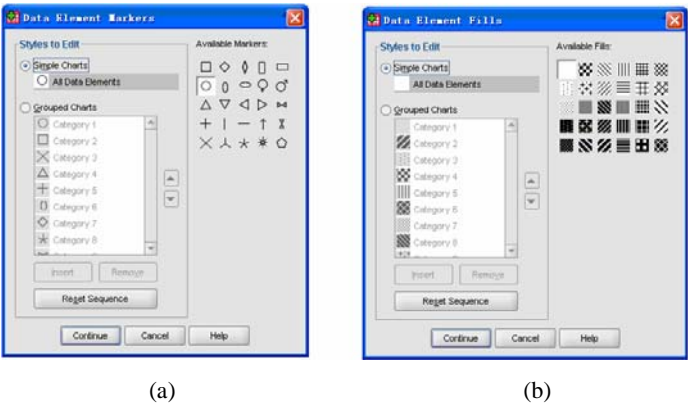 Data Element Markers
Styles to Edit
Simple Charts
All Data Elements
Grouped Charts
Category 1
Category 2
Category 3
Category 4
Category 5
Category 6
Category 7
Category 8
Insert
Remove
Reset Sequence
Available Markers:
Continue
Cancel
Help
(a)
Data Element Fills
Styles to Edit
Simple Charts
All Data Elements
Grouped Charts
Category 1
Category 2
Category 3
Category 4
Category 5
Category 6
Category 7
Category 8
Insert
Remove
Reset Sequence
Available Fills:
Continue
Cancel
Help
(b)